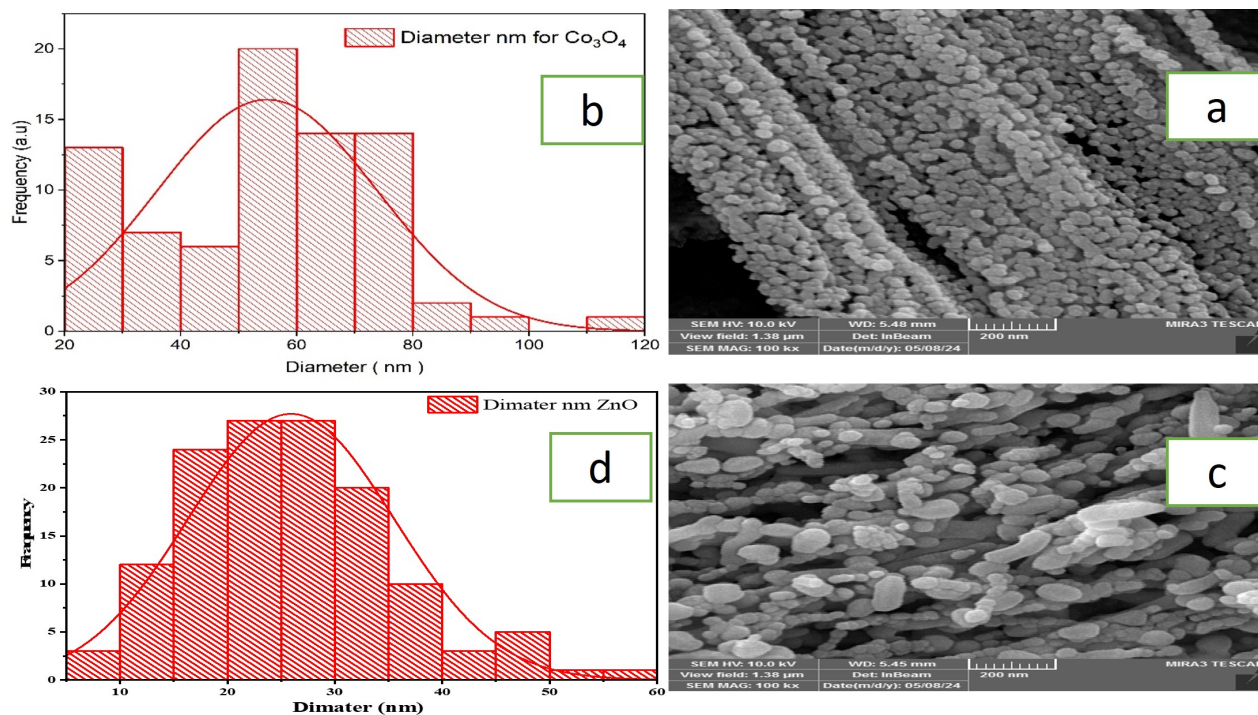 Diameter nm for Co₃O₄
b
Frequency (a.u)
20
15
10
5
0
20 40 60 80 100 120
Diameter ( nm )
a
SEM HV: 10.0 kV WD: 5.48 mm MIRA3 TESCAN
View field: 1.38 µm Det: InBeam 200 nm
SEM MAG: 100 kx Date(m/d/y): 05/08/24
Dimater nm ZnO
d
30
25
20
15
10
5
0
10 20 30 40 50 60
Dimater (nm)
c
SEM HV: 10.0 kV WD: 5.45 mm MIRA3 TESCAN
View field: 1.38 µm Det: InBeam 200 nm
SEM MAG: 100 kx Date(m/d/y): 05/08/24